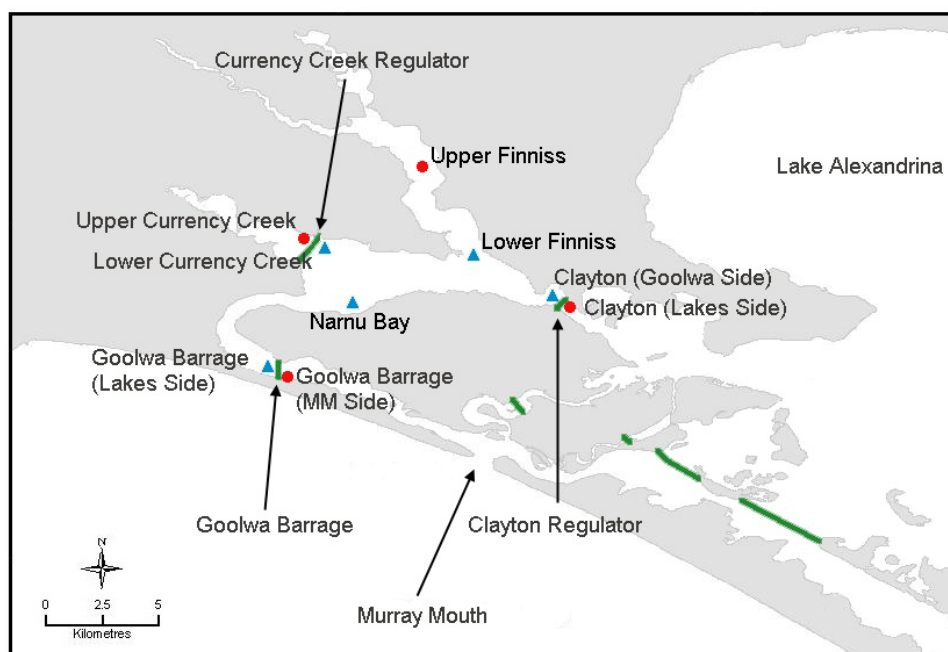 Currency Creek Regulator
Upper Finniss
Lake Alexandrina
Upper Currency Creek
Lower Finniss
Lower Currency Creek
Clayton (Goolwa Side)
Clayton (Lakes Side)
Narnu Bay
Goolwa Barrage
(Lakes Side)
Goolwa Barrage
(MM Side)
Goolwa Barrage
Clayton Regulator
N
Murray Mouth
0 2.5 5
Kilometres